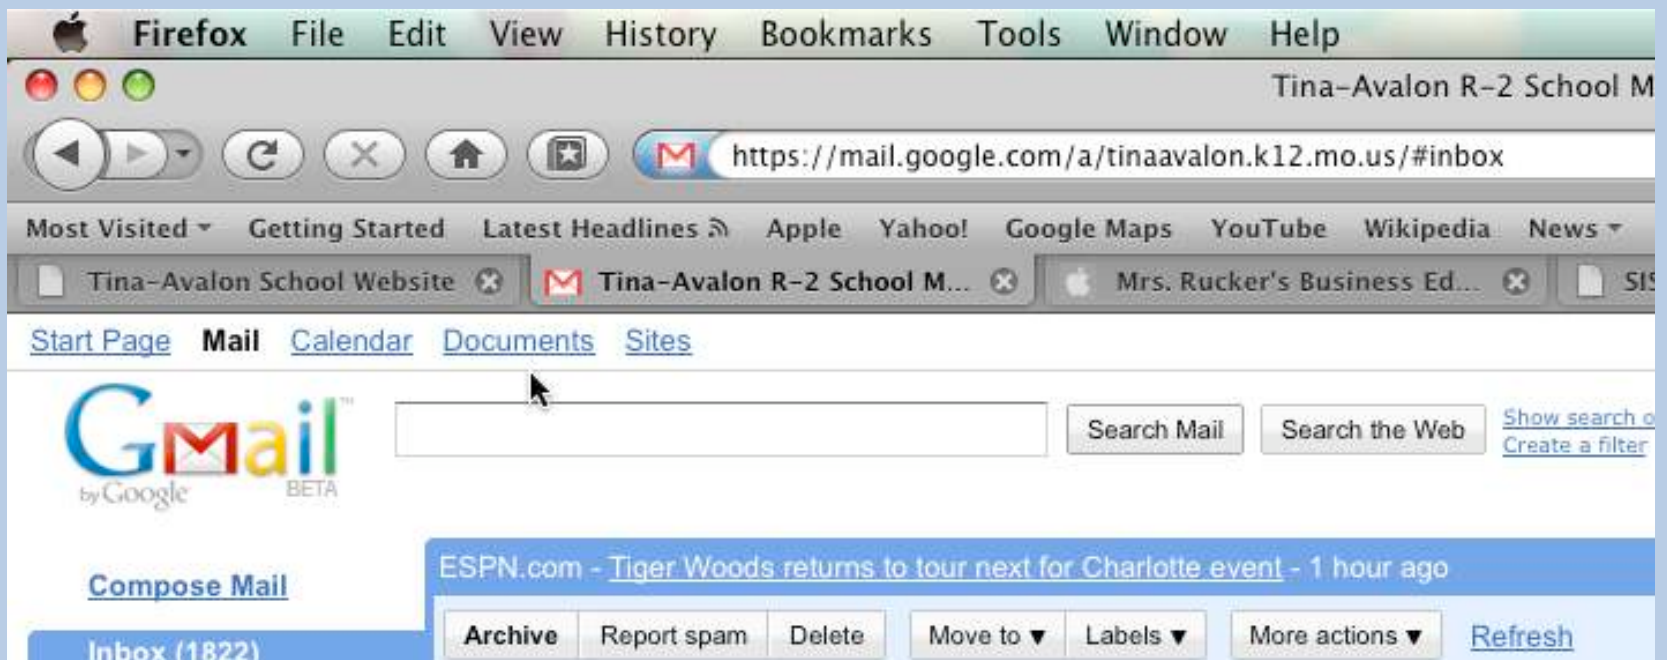 Firefox File Edit View History Bookmarks Tools Window Help
Tina-Avalon R-2 School M
https://mail.google.com/a/tinaavalon.k12.mo.us/#inbox
Most Visited Getting Started Latest Headlines Apple Yahoo! Google Maps YouTube Wikipedia News
Tina-Avalon School Website Tina-Avalon R-2 School M... Mrs. Rucker's Business Ed... SIS
Start Page Mail Calendar Documents Sites
Gmail™
by Google BETA
Search Mail Search the Web Show search o
Create a filter
ESPN.com - Tiger Woods returns to tour next for Charlotte event - 1 hour ago
Compose Mail
Archive Report spam Delete Move to ▼ Labels ▼ More actions ▼ Refresh
Inbox (1822)